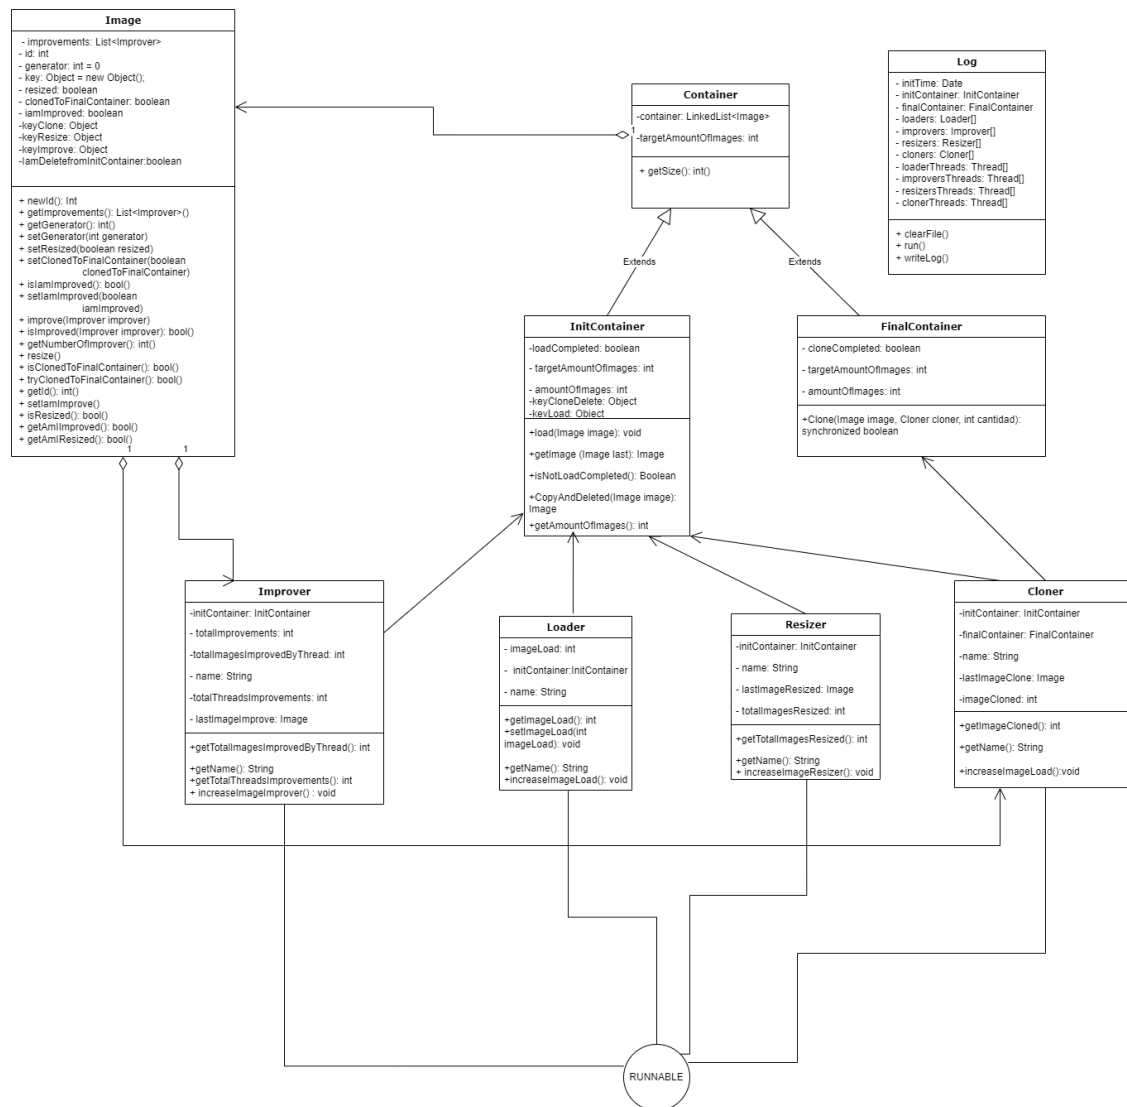 Image
- improvements: List<Improver>
- id: int
- generator: int = 0
- key: Object = new Object();
- resized: boolean
- clonedToFinalContainer: boolean
- iamImproved: boolean
-keyClone: Object
-keyResize: Object
-keyImprove: Object
-IamDeletefromInitContainer:boolean
+ newId(): Int
+ getImprovements(): List<Improver>()
+ getGenerator(): int()
+ setGenerator(int generator)
+ setResized(boolean resized)
+ setClonedToFinalContainer(boolean
clonedToFinalContainer)
+ isIamImproved(): bool()
+ setIamImproved(boolean
iamImproved)
+ improve(Improver improver)
+ isImproved(Improver improver): bool()
+ getNumberOfImprover(): int()
+ resize()
+ isClonedToFinalContainer(): bool()
+ tryClonedToFinalContainer(): bool()
+ getId(): int()
+ setIamImprove()
+ isResized(): bool()
+ getAmIImproved(): bool()
+ getAmIResized(): bool()
1
1
Container
-container: LinkedList<Image>
1
-targetAmountOfImages: int
+ getSize(): int()
Log
- initTime: Date
- initContainer: InitContainer
- finalContainer: FinalContainer
- loaders: Loader[]
- improvers: Improver[]
- resizers: Resizer[]
- cloners: Cloner[]
- loaderThreads: Thread[]
- improversThreads: Thread[]
- resizersThreads: Thread[]
- clonerThreads: Thread[]
+ clearFile()
+ run()
+ writeLog()
Extends
Extends
InitContainer
-loadCompleted: boolean
- targetAmountOfImages: int
- amountOfImages: int
- keyCloneDelete: Object
- keyLoad: Object
+load(Image image): void
+getImage (Image last): Image
+isNotLoadCompleted(): Boolean
+CopyAndDeleted(Image image):
Image
+getAmountOfImages(): int
FinalContainer
- cloneCompleted: boolean
- targetAmountOfImages: int
- amountOfImages: int
+Clone(Image image, Cloner cloner, int cantidad):
synchronized boolean
Improver
-initContainer: InitContainer
- totalImprovements: int
-totalImagesImprovedByThread: int
- name: String
-totalThreadsImprovements: int
- lastImageImprove: Image
+getTotalImagesImprovedByThread(): int
+getName(): String
+getTotalThreadsImprovements(): int
+ increaseImageImprover() : void
Loader
- imageLoad: int
- initContainer:InitContainer
- name: String
+getImageLoad(): int
+setImageLoad(int
imageLoad): void
+getName(): String
+increaseImageLoad(): void
Resizer
-initContainer: InitContainer
- name: String
- lastImageResized: Image
- totalImagesResized: int
+getTotalImagesResized(): int
+getName(): String
+ increaseImageResizer(): void
Cloner
-initContainer: InitContainer
-finalContainer: FinalContainer
-name: String
-lastImageClone: Image
-imageCloned: int
+getImageCloned(): int
+getName(): String
+increaseImageLoad():void
RUNNABLE